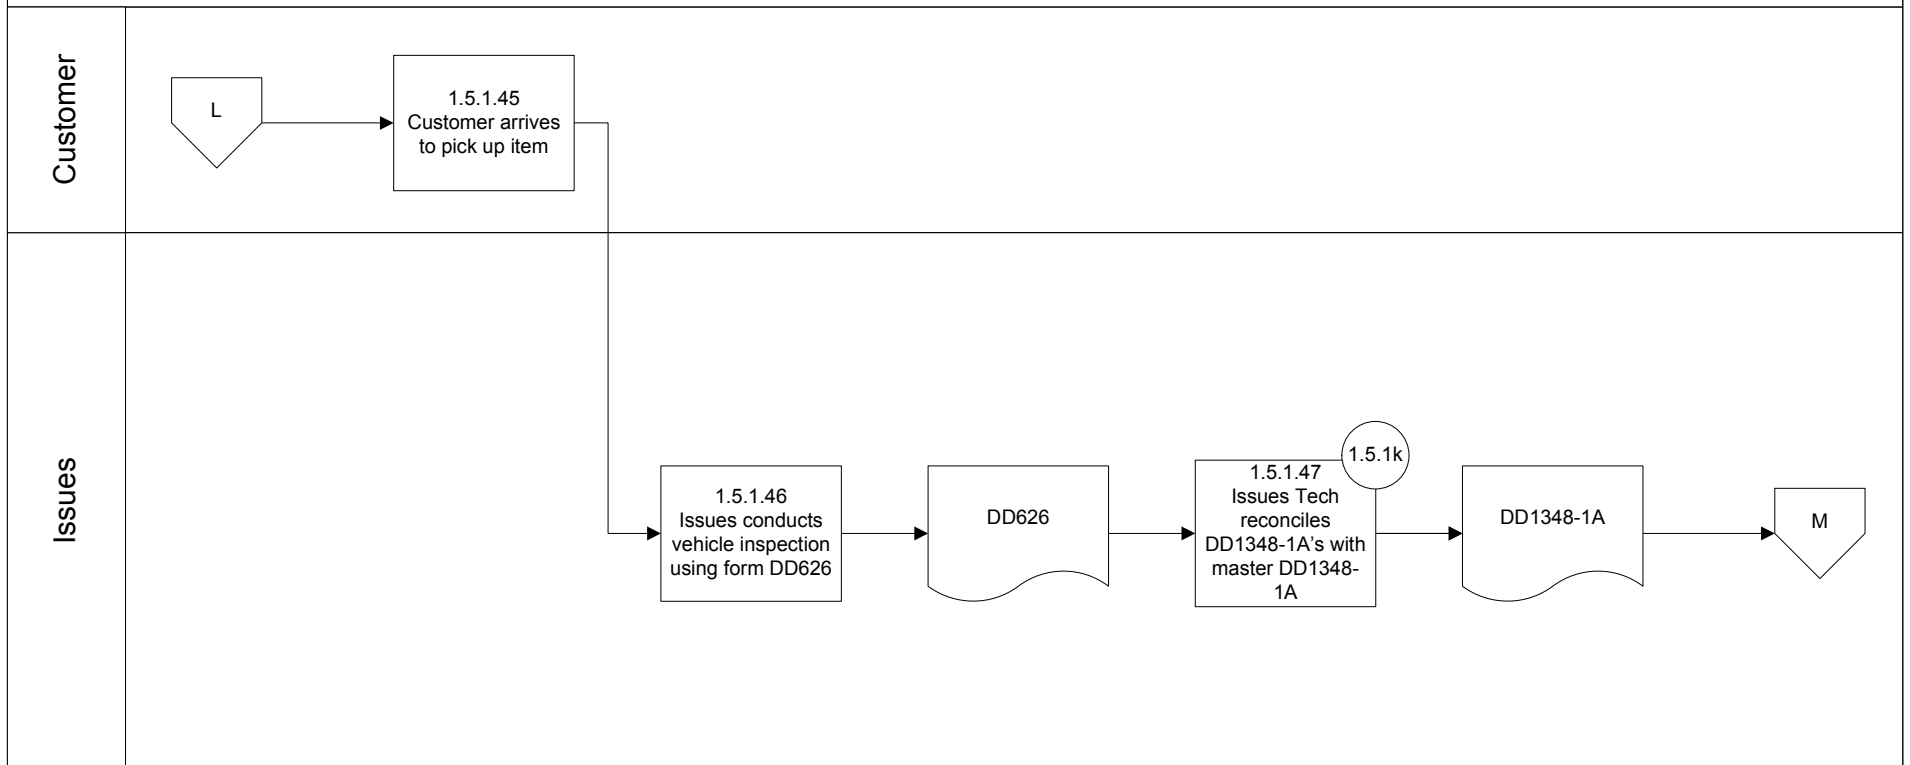 Customer
L
1.5.1.45
Customer arrives
to pick up item
Issues
1.5.1.46
Issues conducts
vehicle inspection
using form DD626
DD626
1.5.1k
1.5.1.47
Issues Tech
reconciles
DD1348-1A’s with
master DD1348-
1A
DD1348-1A
M